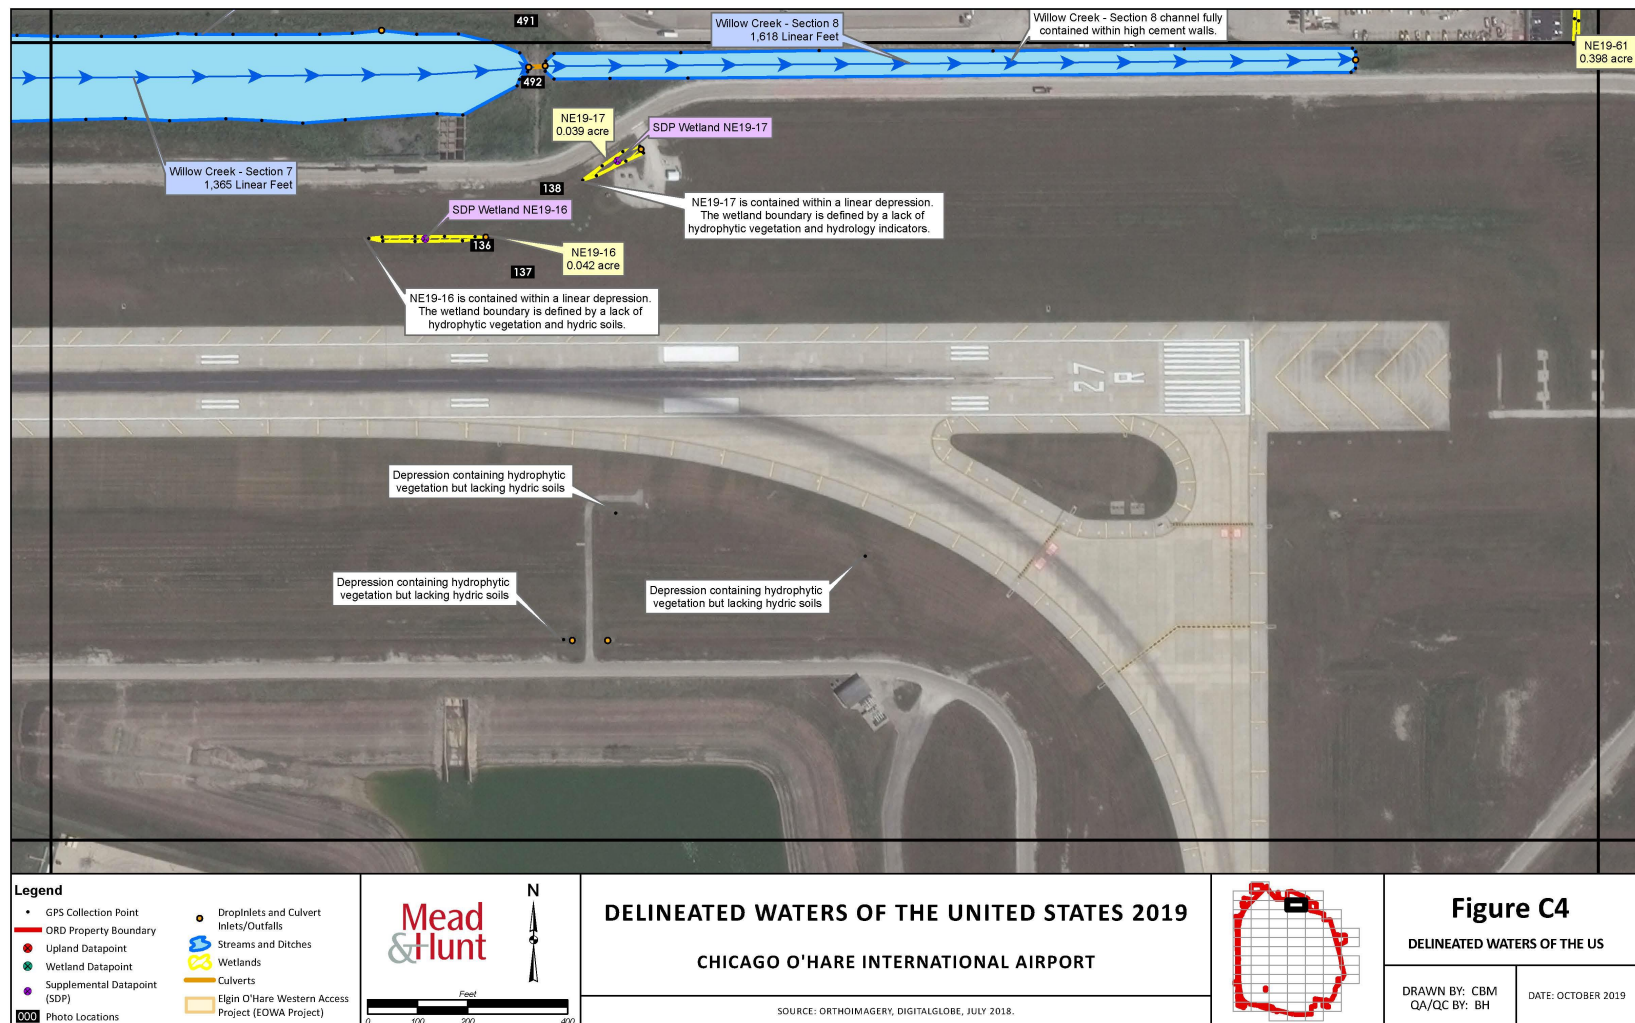 491
Willow Creek - Section 8
1,618 Linear Feet
Willow Creek - Section 8 channel fully
contained within high cement walls.
NE19-61
0.398 acre
492
NE19-17
0.039 acre
SDP Wetland NE19-17
Willow Creek - Section 7
1,365 Linear Feet
138
NE19-17 is contained within a linear depression.
The wetland boundary is defined by a lack of
hydrophytic vegetation and hydrology indicators.
SDP Wetland NE19-16
136
NE19-16
0.042 acre
137
NE19-16 is contained within a linear depression.
The wetland boundary is defined by a lack of
hydrophytic vegetation and hydric soils.
27
R
Depression containing hydrophytic
vegetation but lacking hydric soils
Depression containing hydrophytic
vegetation but lacking hydric soils
Depression containing hydrophytic
vegetation but lacking hydric soils
Legend
GPS Collection Point
ORD Property Boundary
Upland Datapoint
Wetland Datapoint
Supplemental Datapoint
(SDP)
000 Photo Locations
DropInlets and Culvert
Inlets/Outfalls
Streams and Ditches
Wetlands
Culverts
Elgin O'Hare Western Access
Project (EOWA Project)
Mead
&Hunt
N
Feet
0 100 200 400
DELINEATED WATERS OF THE UNITED STATES 2019
CHICAGO O'HARE INTERNATIONAL AIRPORT
SOURCE: ORTHOIMAGERY, DIGITALGLOBE, JULY 2018.
Figure C4
DELINEATED WATERS OF THE US
DRAWN BY: CBM
QA/QC BY: BH
DATE: OCTOBER 2019